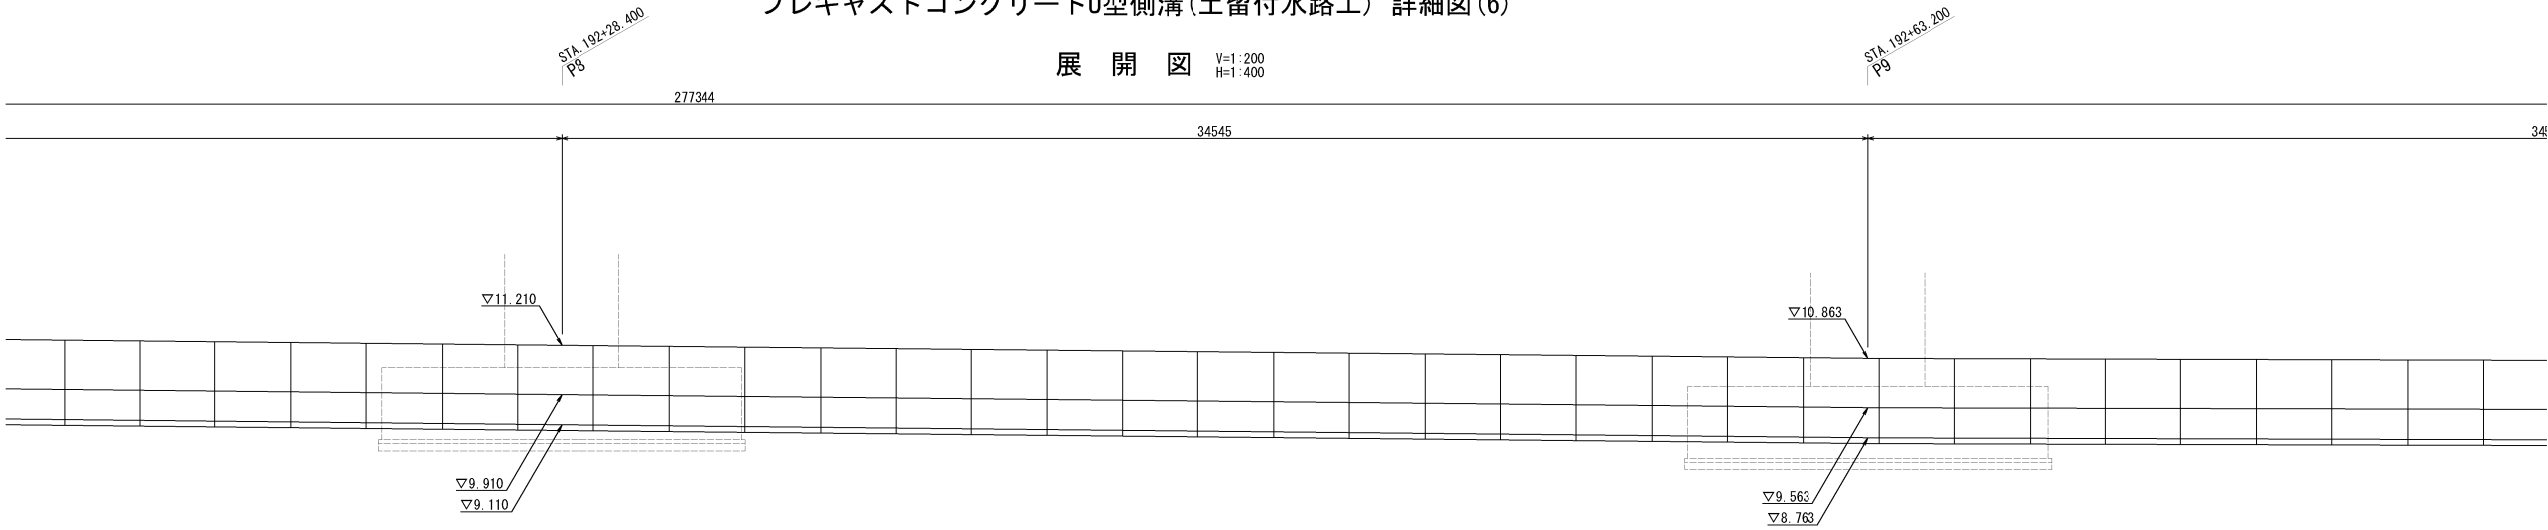 プレキャストコンクリートU型側溝(土留付水路工) 詳細図(6)
STA.192+28.400
P8
STA.192+63.200
P9
展 開 図
V=1:200
H=1:400
277344
34545
▽11.210
▽10.863
▽9.910
▽9.110
▽9.563
▽8.763